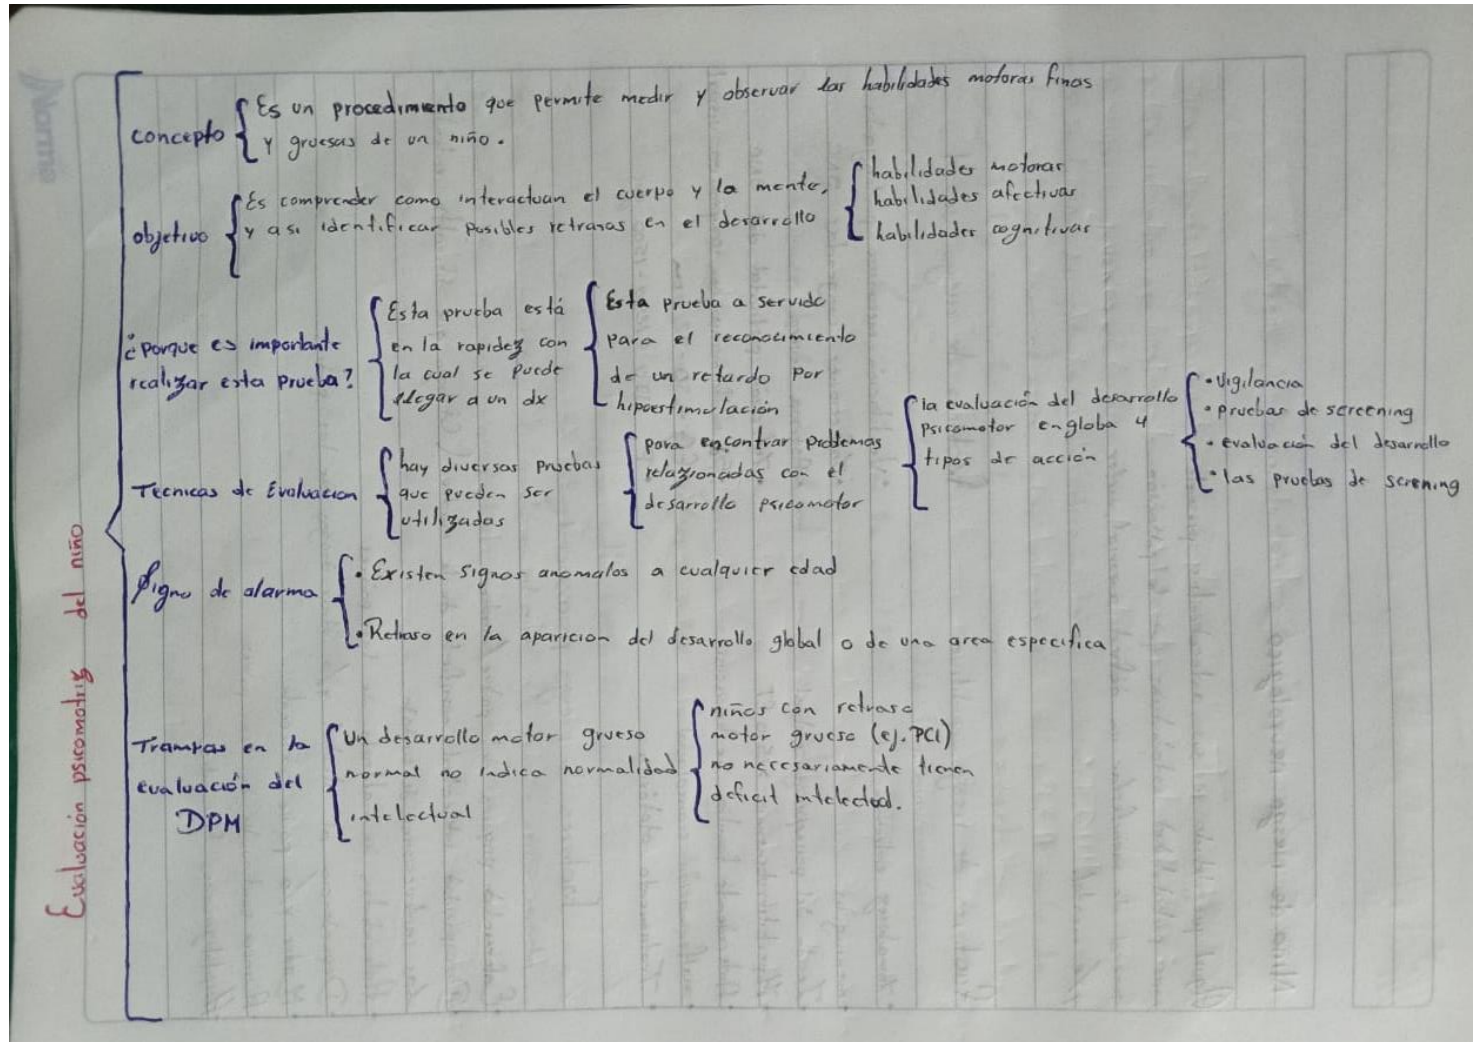 Norma
Evaluación psicomotriz del niño
concepto
Es un procedimiento que permite medir y observar las habilidades motoras finas
y gruesas de un niño.
objetivo
Es comprender como interactuan el cuerpo y la mente,
y asi identificar posibles retrasas en el desarrollo
habilidades motoras
habilidades afectivas
habilidades cognitivas
¿Porque es importante
realizar esta prueba?
Esta prueba está
en la rapidez con
la cual se puede
llegar a un dx
Esta prueba a servido
para el reconocimiento
de un retardo por
hipoestimulación
Tecnicas de Evaluacion
hay diversas pruebas
que pueden ser
utilizadas
para encontrar problemas
relazionadas con el
desarrollo psicomotor
la evaluación del desarrollo
psicomotor engloba 4
tipos de acción
• Vigilancia
• pruebas de screening
• evaluación del desarrollo
• las pruebas de screning
Signo de alarma
• Existen signos anomalos a cualquier edad
• Retraso en la aparicion del desarrollo global o de una area especifica
Trampas en la
evaluación del
DPM
Un desarrollo motor grueso
normal no indica normalidad
intelectual
niños con retraso
motor grueso (ej. PCI)
no necesariamente tienen
deficit